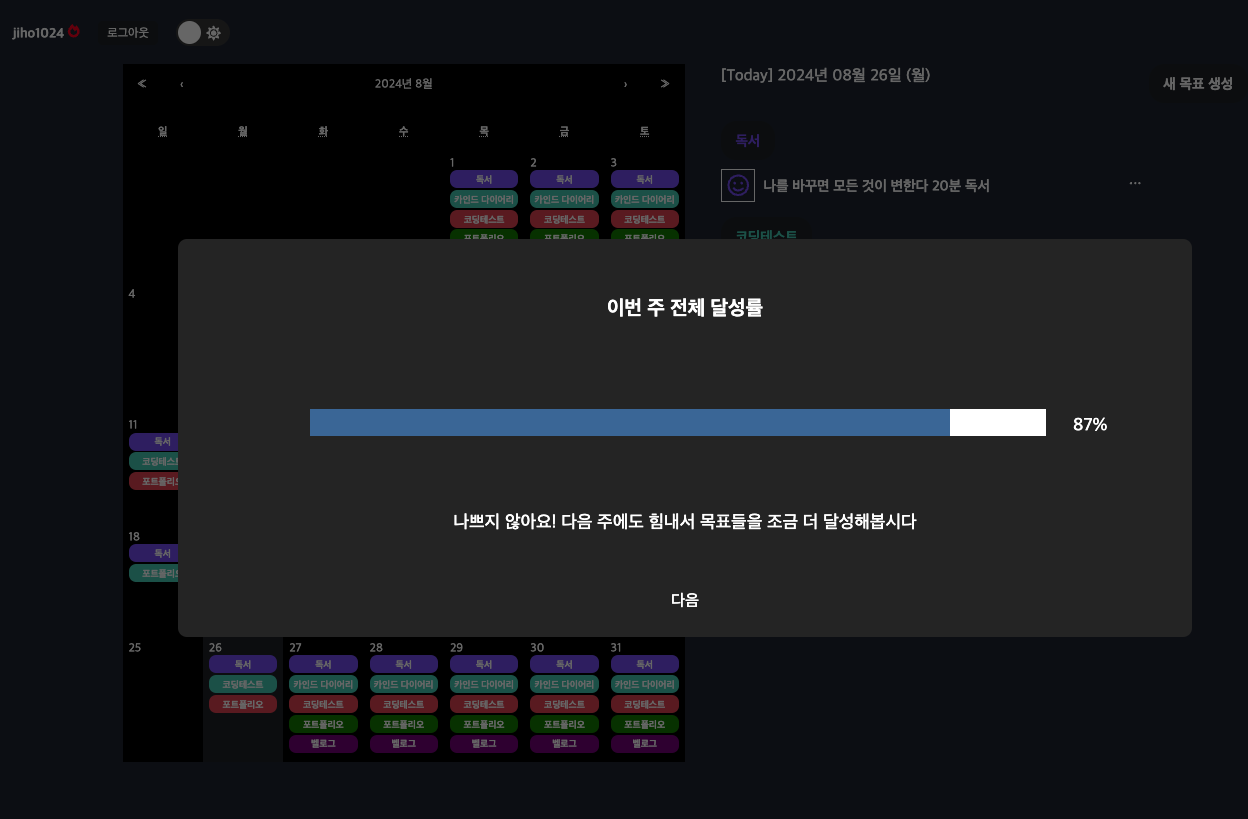 jiho1024
로그아웃
2024년 8월
일 월 화 수 목 금 토
1 2 3
독서 독서 독서
카인드 다이어리 카인드 다이어리 카인드 다이어리
코딩테스트 코딩테스트 코딩테스트
포트폴리오 포트폴리오 포트폴리오
4
11
독서
코딩테스트
포트폴리오
18
독서
포트폴리오
25 26 27 28 29 30 31
독서 독서 독서 독서 독서 독서
코딩테스트 카인드 다이어리 카인드 다이어리 카인드 다이어리 카인드 다이어리 카인드 다이어리
포트폴리오 코딩테스트 코딩테스트 코딩테스트 코딩테스트 코딩테스트
포트폴리오 포트폴리오 포트폴리오 포트폴리오 포트폴리오
벨로그 벨로그 벨로그 벨로그 벨로그
[Today] 2024년 08월 26일 (월)
새 목표 생성
독서
나를 바꾸면 모든 것이 변한다 20분 독서
코딩테스트
이번 주 전체 달성률
87%
나쁘지 않아요! 다음 주에도 힘내서 목표들을 조금 더 달성해봅시다
다음